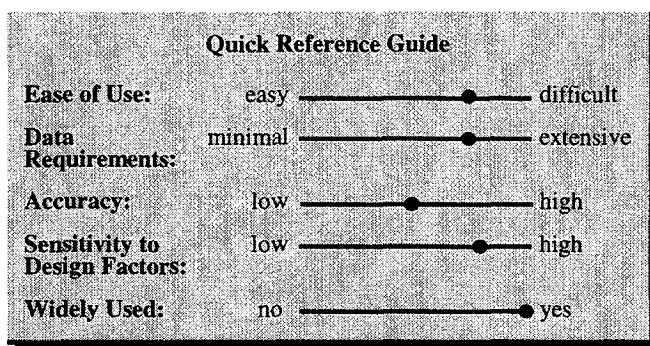 Quick Reference Guide
Ease of Use: easy difficult
Data
Requirements: minimal extensive
Accuracy: low high
Sensitivity to
Design Factors: low high
Widely Used: no yes